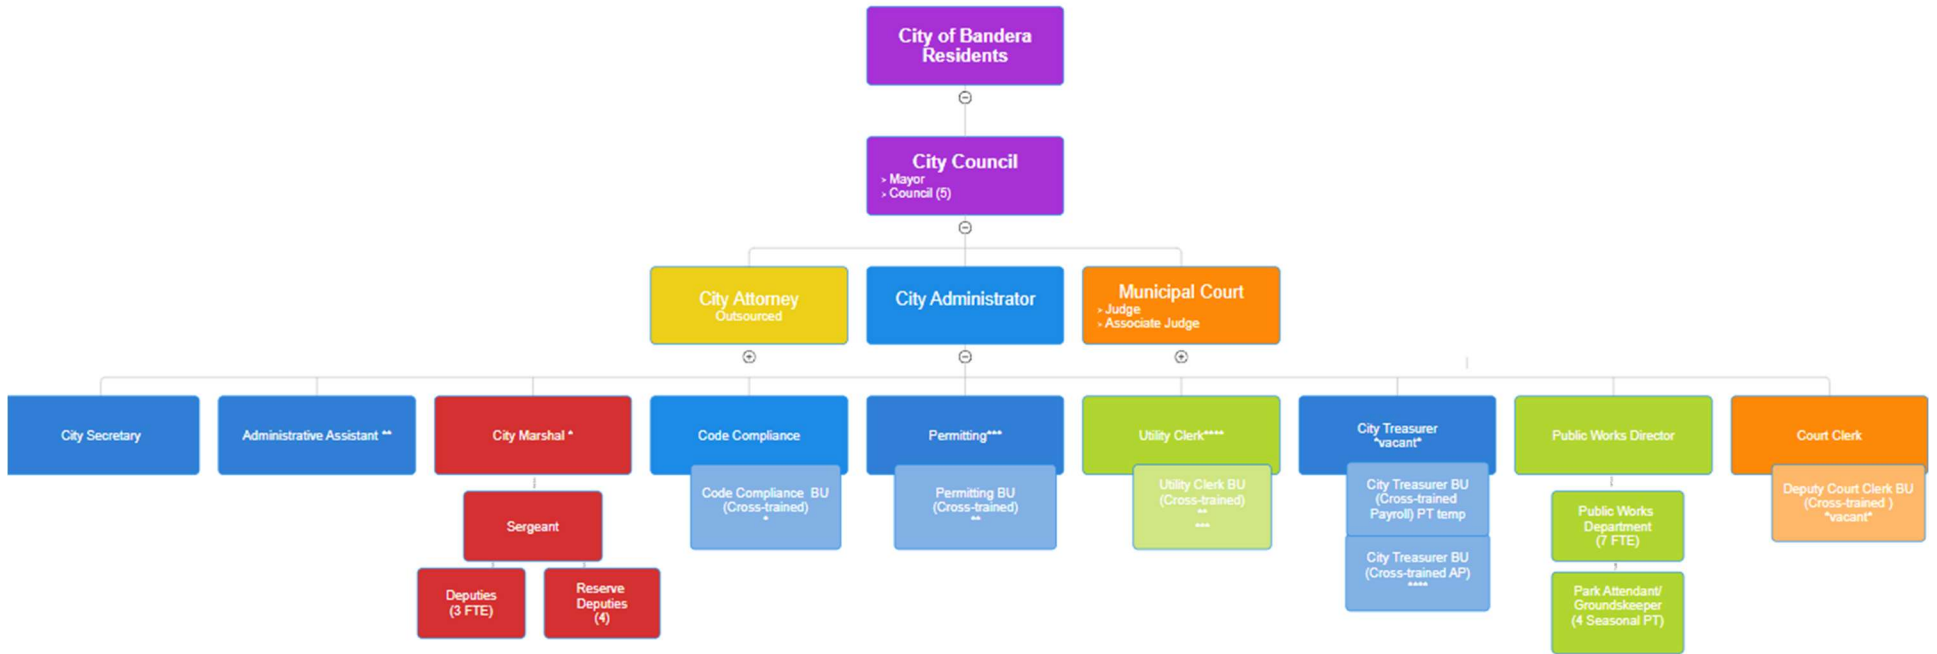 City of Bandera
Residents
City Council
> Mayor
> Council (5)
City Attorney
Outsourced
City Administrator
Municipal Court
> Judge
> Associate Judge
City Secretary
Administrative Assistant **
City Marshal *
Code Compliance
Permitting***
Utility Clerk****
City Treasurer
*vacant*
Public Works Director
Court Clerk
Code Compliance BU
(Cross-trained)
*
Permitting BU
(Cross-trained)
**
Utility Clerk BU
(Cross-trained)
**
***
City Treasurer BU
(Cross-trained
Payroll) PT temp
City Treasurer BU
(Cross-trained AP)
****
Deputy Court Clerk BU
(Cross-trained )
*vacant*
Sergeant
Public Works
Department
(7 FTE)
Deputies
(3 FTE)
Reserve
Deputies
(4)
Park Attendant/
Groundskeeper
(4 Seasonal PT)